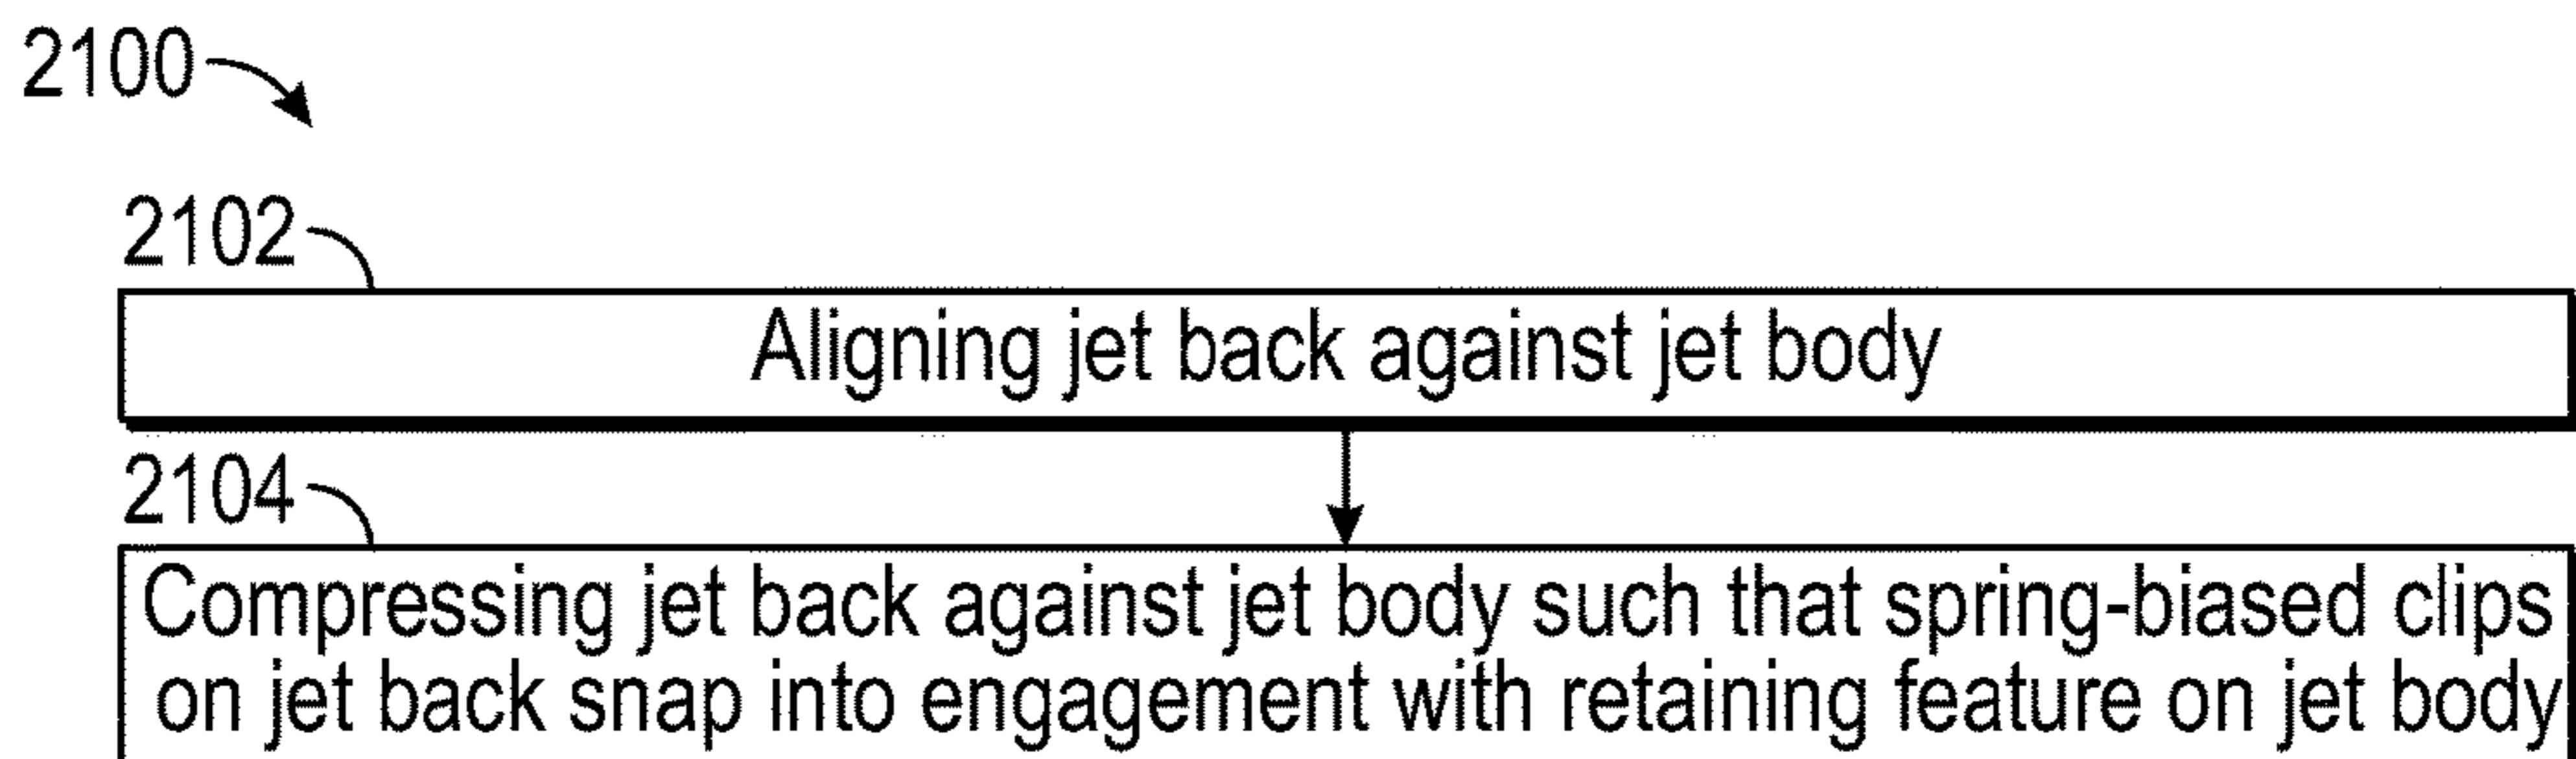 2100
2102
Aligning jet back against jet body
2104
Compressing jet back against jet body such that spring-biased clips
on jet back snap into engagement with retaining feature on jet body